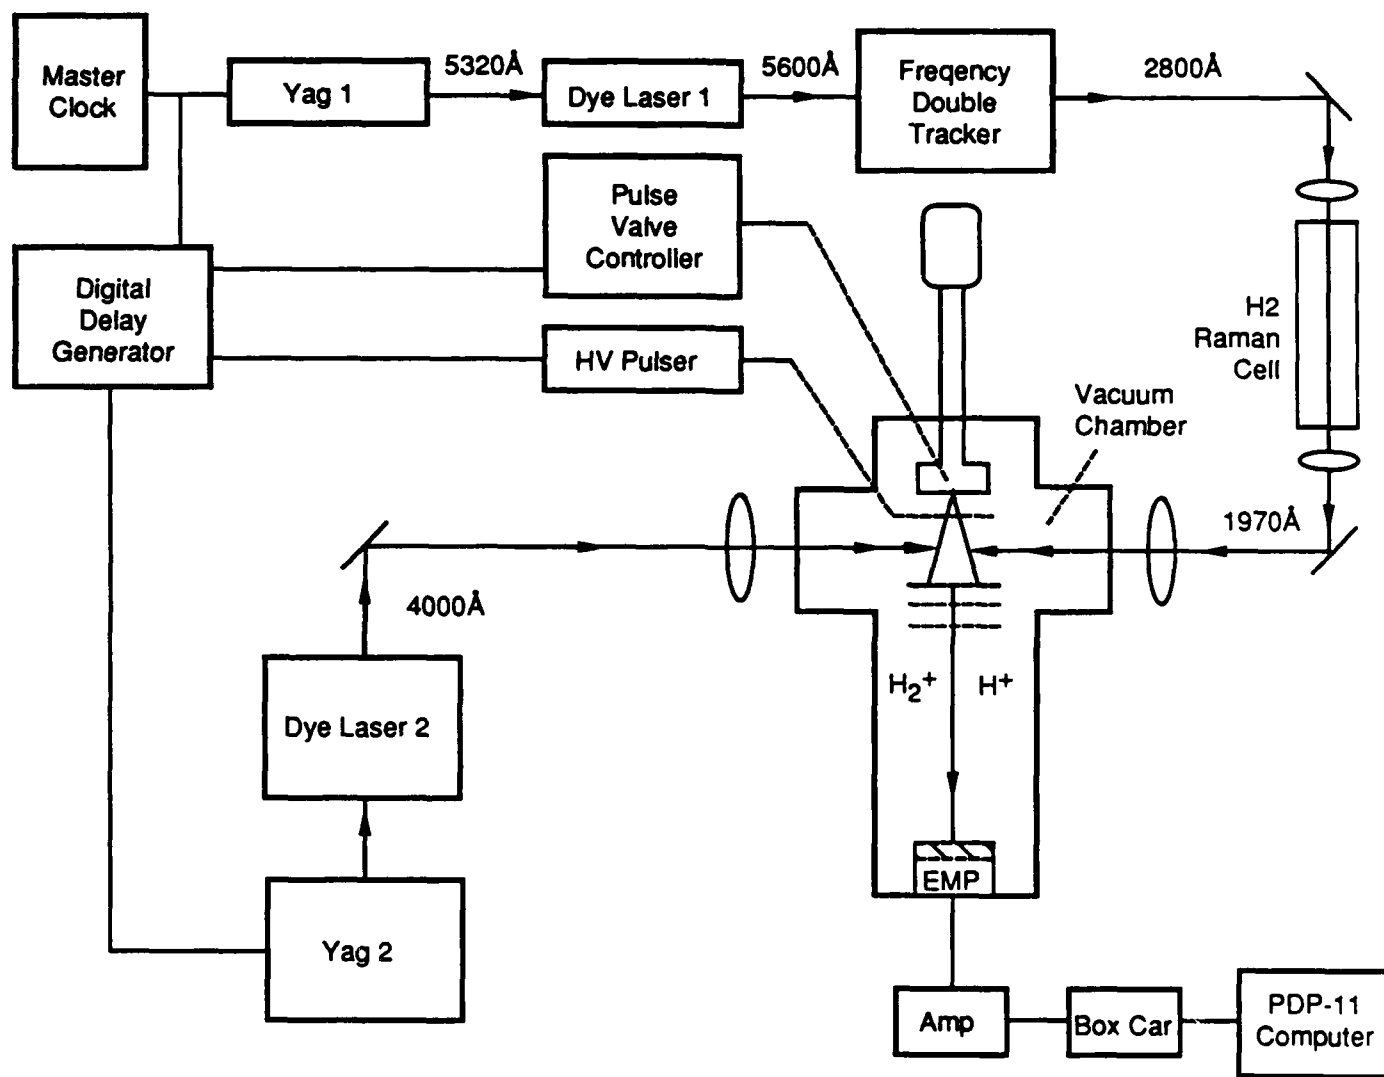 Master
Clock
Yag 1
5320Å
Dye Laser 1
5600Å
Freqency
Double
Tracker
2800Å
Pulse
Valve
Controller
Digital
Delay
Generator
HV Pulser
H2
Raman
Cell
Vacuum
Chamber
1970Å
4000Å
Dye Laser 2
H₂⁺ H⁺
EMP
Yag 2
Amp
Box Car
PDP-11
Computer